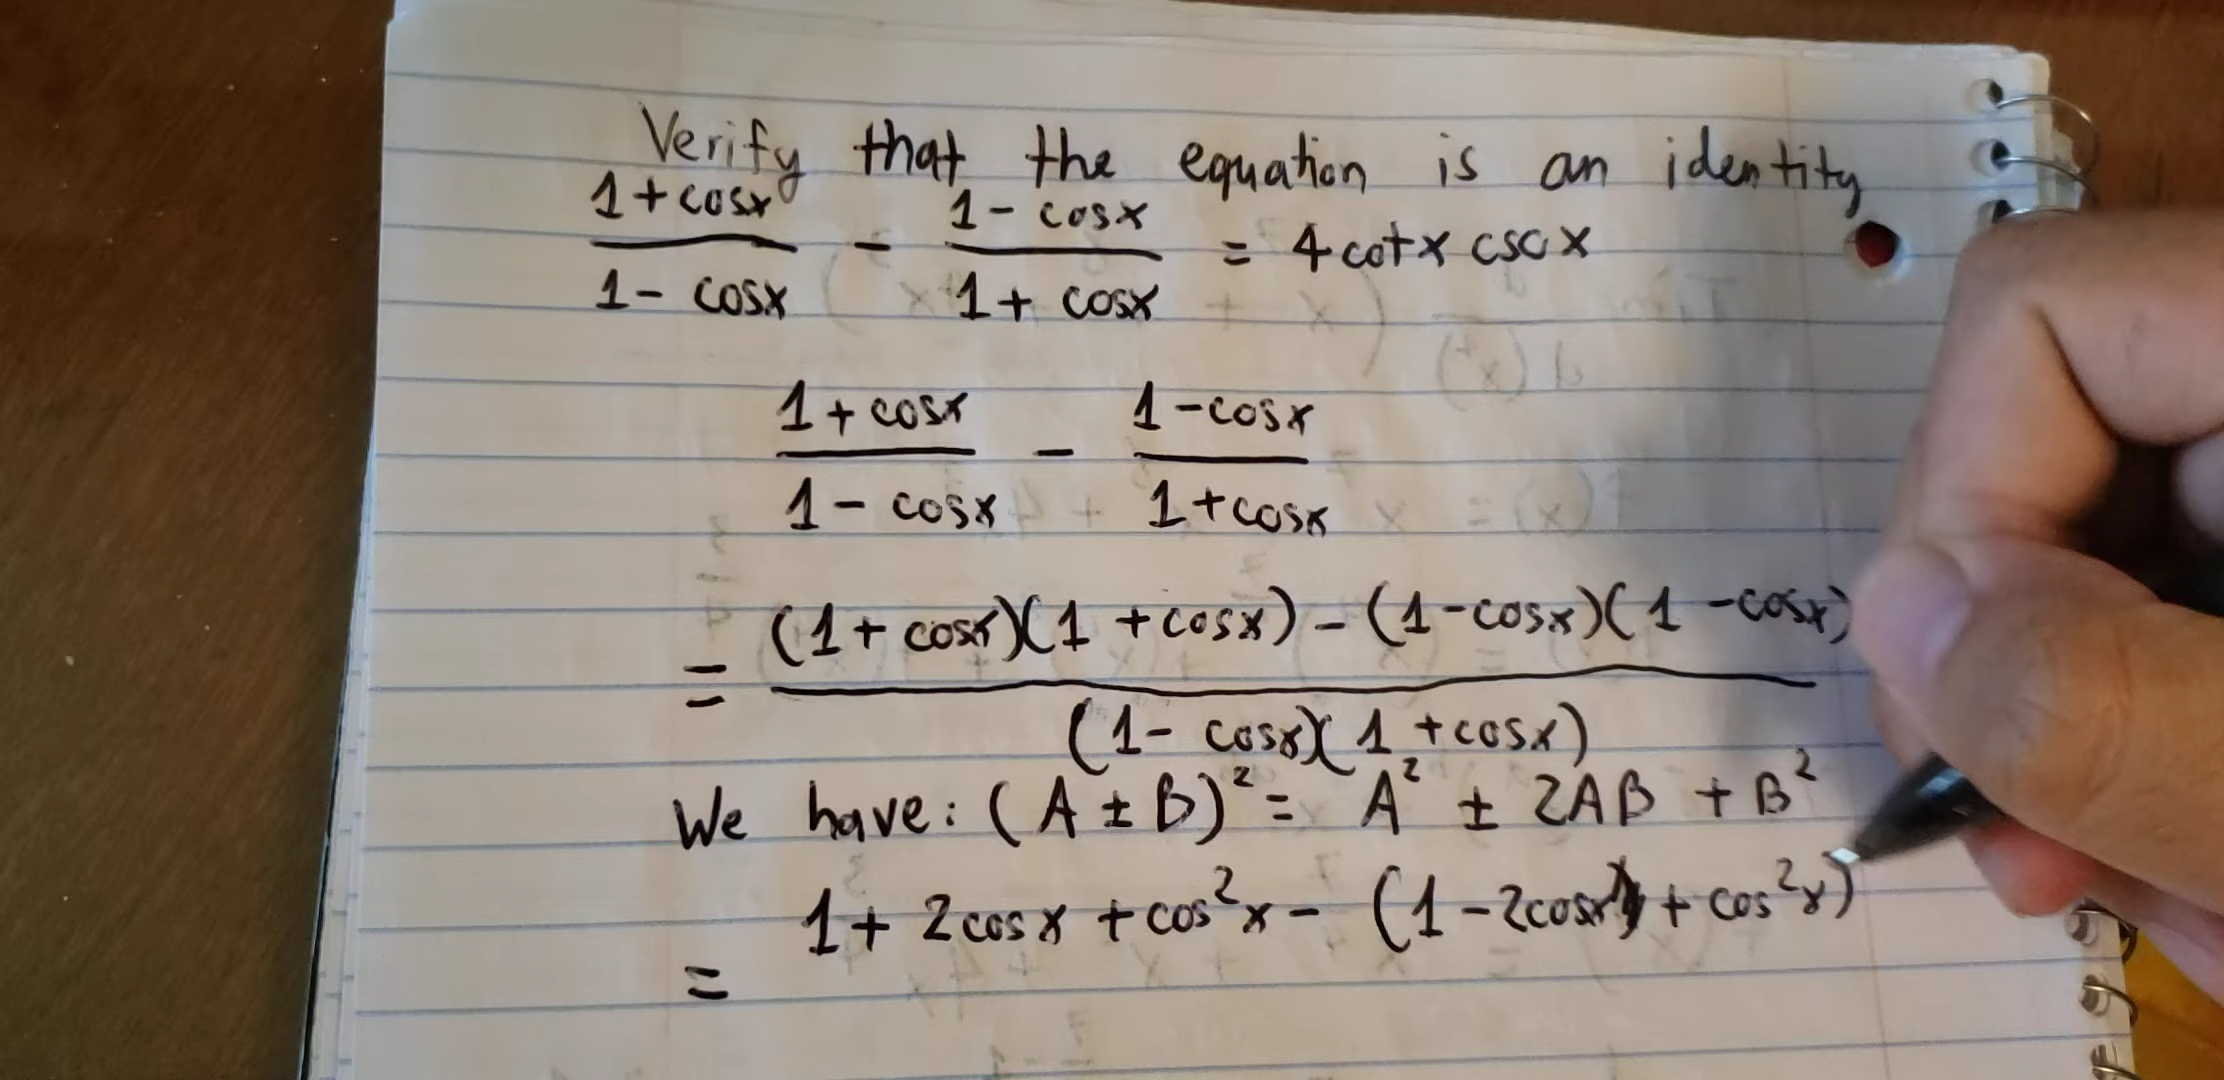 Verify that the equation is an identity
1 + cosx / 1 - cosx - 1 - cosx / 1 + cosx = 4 cotx cscx
1 + cosx / 1 - cosx - 1 - cosx / 1 + cosx
= (1 + cosx)(1 + cosx) - (1 - cosx)(1 - cosx) / (1 - cosx)(1 + cosx)
We have: (A ± B)² = A² ± 2AB + B²
= 1 + 2cosx + cos²x - (1 - 2cosx + cos²x)